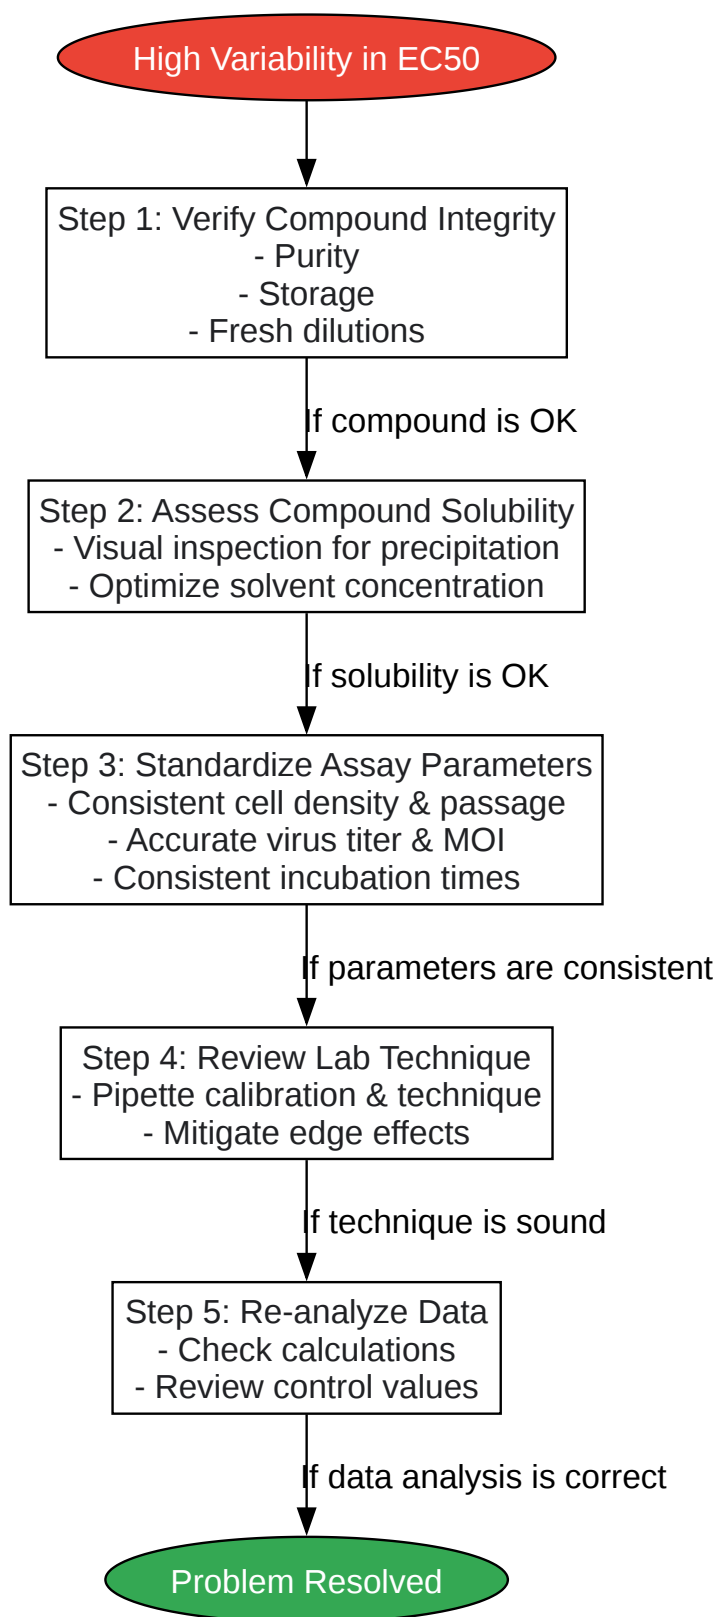 High Variability in EC50
Step 1: Verify Compound Integrity
- Purity
- Storage
- Fresh dilutions
If compound is OK
Step 2: Assess Compound Solubility
- Visual inspection for precipitation
- Optimize solvent concentration
If solubility is OK
Step 3: Standardize Assay Parameters
- Consistent cell density & passage
- Accurate virus titer & MOI
- Consistent incubation times
If parameters are consistent
Step 4: Review Lab Technique
- Pipette calibration & technique
- Mitigate edge effects
If technique is sound
Step 5: Re-analyze Data
- Check calculations
- Review control values
If data analysis is correct
Problem Resolved